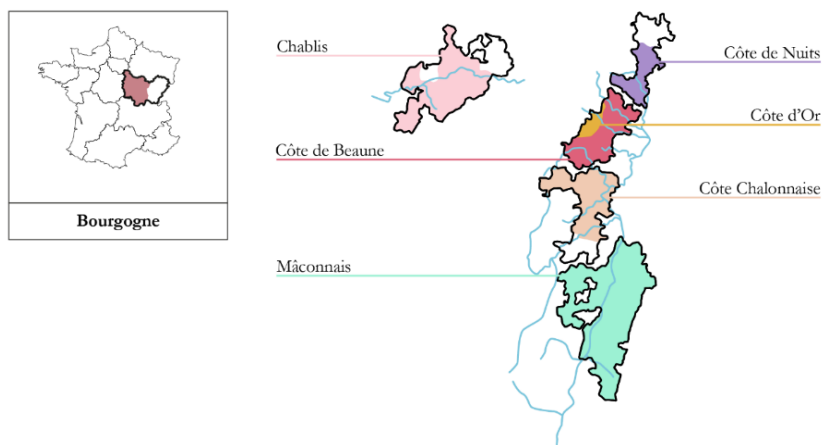 Bourgogne
Chablis
Côte de Nuits
Côte d'Or
Côte de Beaune
Côte Chalonnaise
Mâconnais